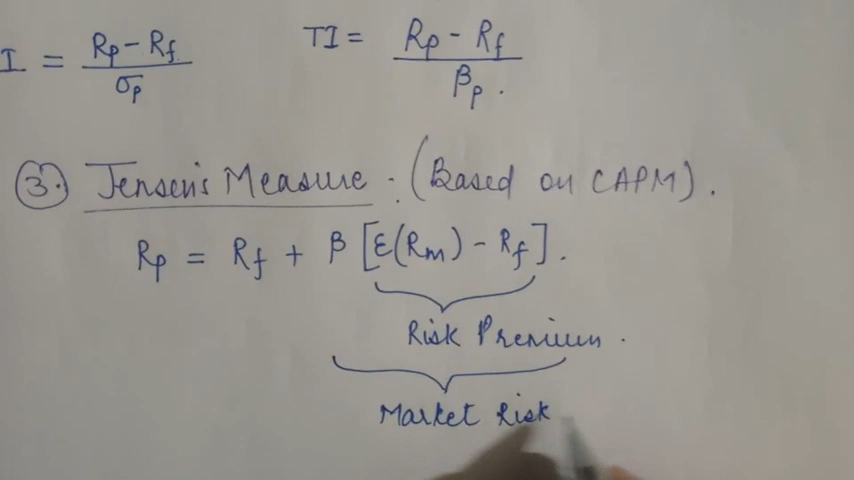 I = Rp - Rf / σp
TI = Rp - Rf / βp.
3. Jensen's Measure. (Based on CAPM).
Rp = Rf + β [E(Rm) - Rf].
Risk Premium.
Market Risk